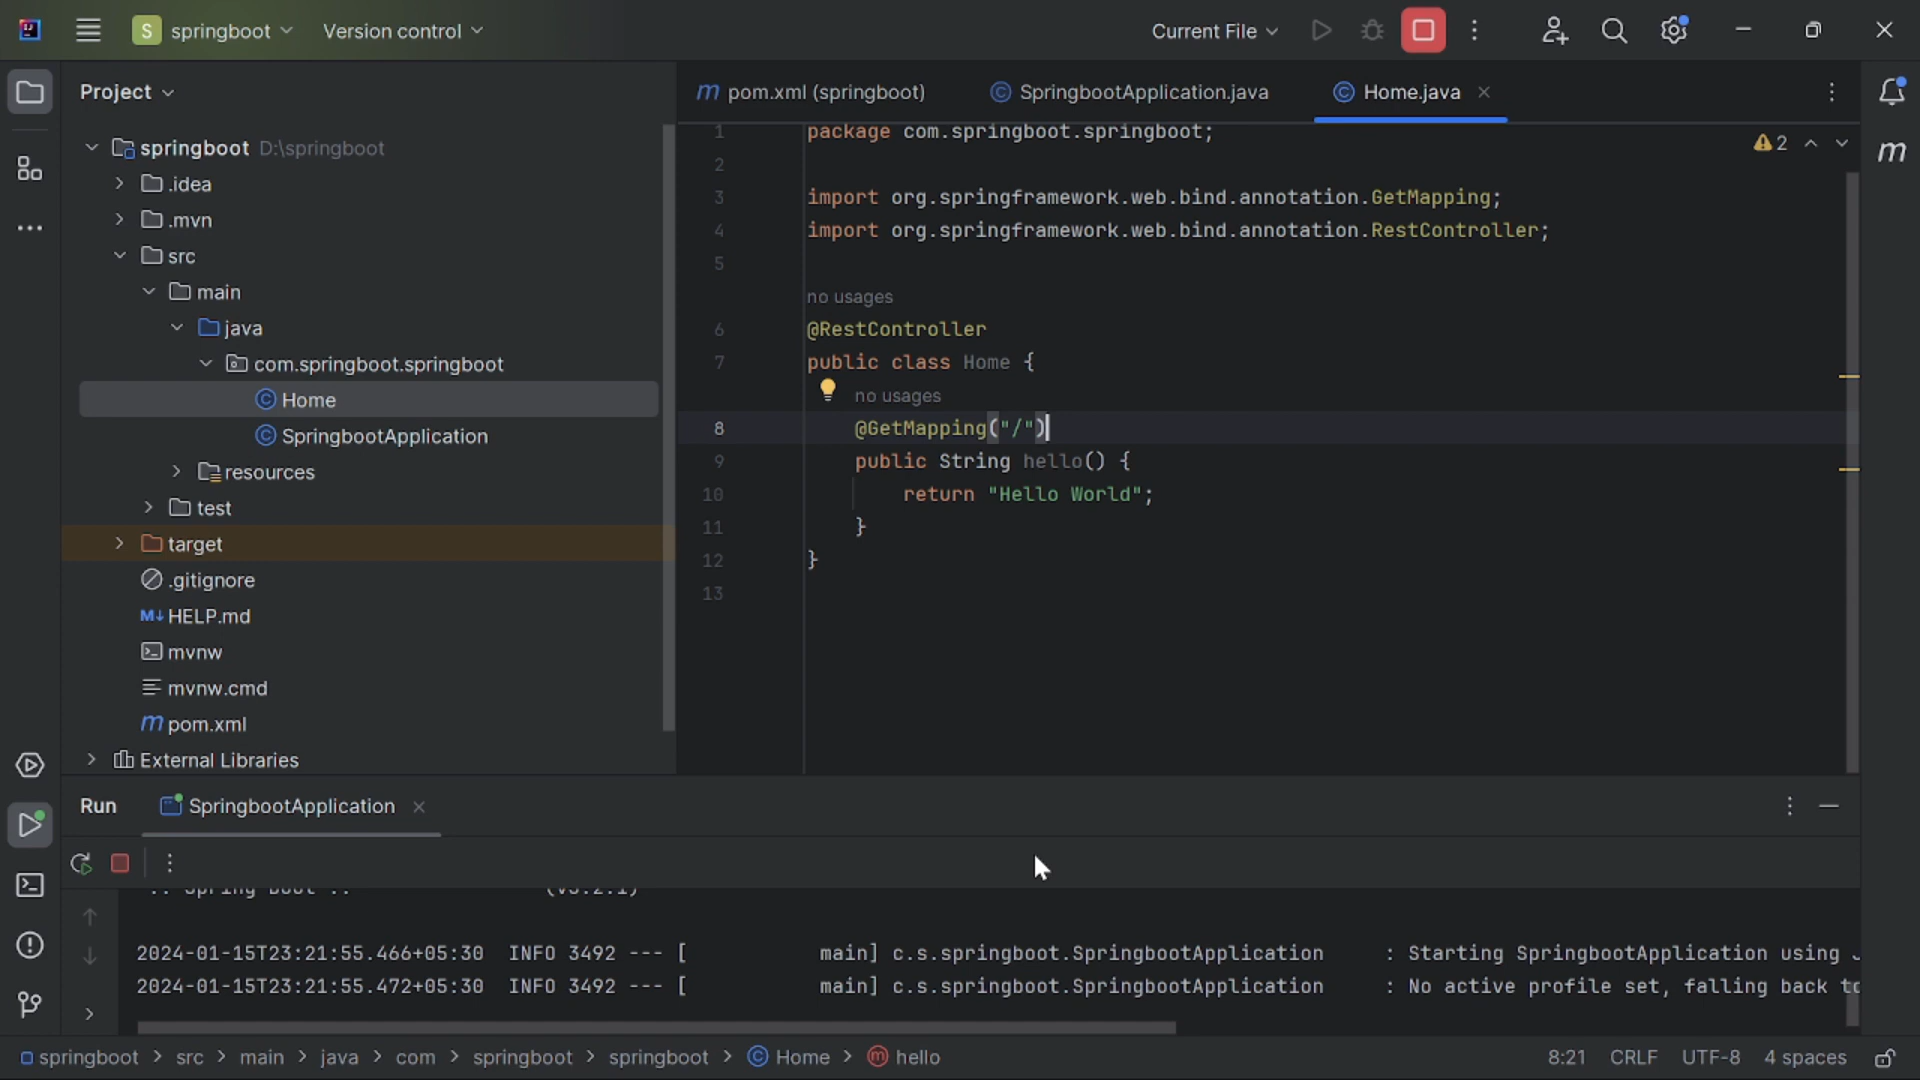 S springboot Version control Current File
Project
pom.xml (springboot) SpringbootApplication.java Home.java
springboot D:\springboot
.idea
.mvn
src
main
java
com.springboot.springboot
Home
SpringbootApplication
resources
test
target
.gitignore
M↓ HELP.md
mvnw
mvnw.cmd
m pom.xml
External Libraries
2
1 package com.springboot.springboot;
2
3 import org.springframework.web.bind.annotation.GetMapping;
4 import org.springframework.web.bind.annotation.RestController;
5
no usages
6 @RestController
7 public class Home {
no usages
8 @GetMapping("/")
9 public String hello() {
10 return "Hello World";
11 }
12 }
13
Run SpringbootApplication
:: Spring Boot :: (v3.2.1)
2024-01-15T23:21:55.466+05:30 INFO 3492 --- [ main] c.s.springboot.SpringbootApplication : Starting SpringbootApplication using
2024-01-15T23:21:55.472+05:30 INFO 3492 --- [ main] c.s.springboot.SpringbootApplication : No active profile set, falling back to
springboot > src > main > java > com > springboot > springboot > Home > hello 8:21 CRLF UTF-8 4 spaces